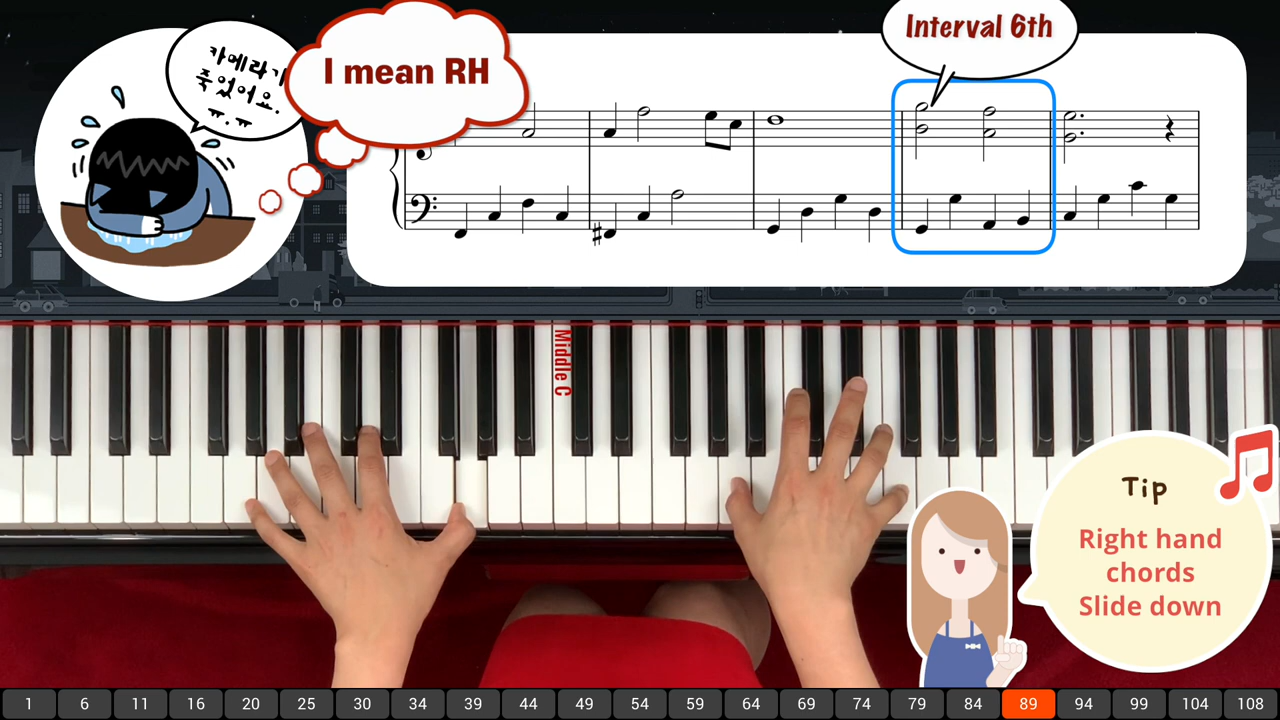 카메라가
죽었어요.
ㅠ.ㅠ
I mean RH
Interval 6th
Middle C
Tip
Right hand
chords
Slide down
1 6 11 16 20 25 30 34 39 44 49 54 59 64 69 74 79 84 89 94 99 104 108